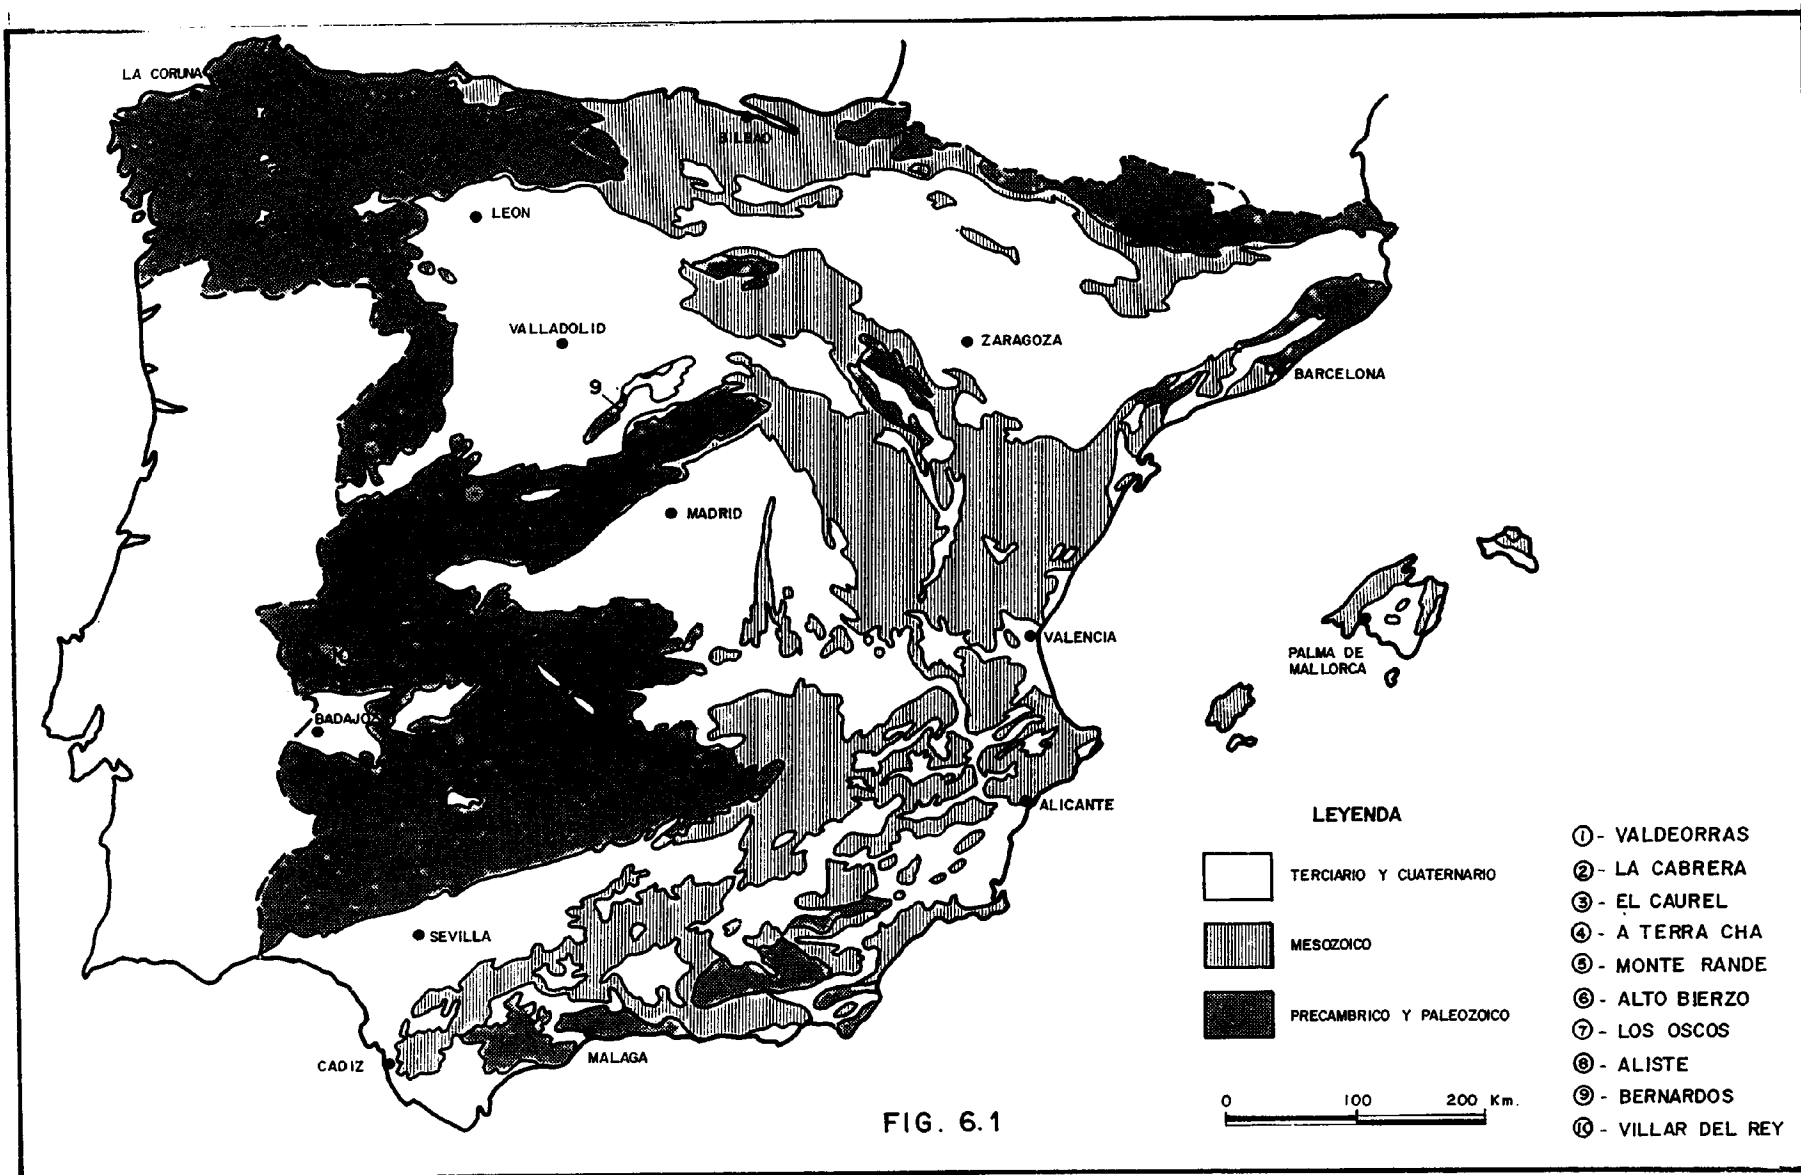 LA CORUNA
BILBAO
LEON
VALLADOLID
ZARAGOZA
9
BARCELONA
MADRID
VALENCIA
PALMA DE
MALLORCA
BADAJOZ
ALICANTE
SEVILLA
CADIZ
MALAGA
LEYENDA
TERCIARIO Y CUATERNARIO
MESOZOICO
PRECAMBRICO Y PALEOZOICO
0 100 200 Km.
1 - VALDEORRAS
2 - LA CABRERA
3 - EL CAUREL
4 - A TERRA CHA
5 - MONTE RANDE
6 - ALTO BIERZO
7 - LOS OSCOS
8 - ALISTE
9 - BERNARDOS
10 - VILLAR DEL REY
FIG. 6.1